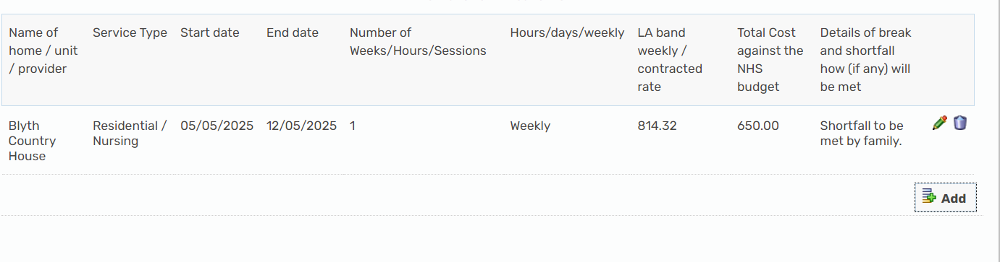 Name of home / unit / provider Service Type Start date End date Number of Weeks/Hours/Sessions Hours/days/weekly LA band weekly / contracted rate Total Cost against the NHS budget Details of break and shortfall how (if any) will be met
Blyth Country House Residential / Nursing 05/05/2025 12/05/2025 1 Weekly 814.32 650.00 Shortfall to be met by family.
Add